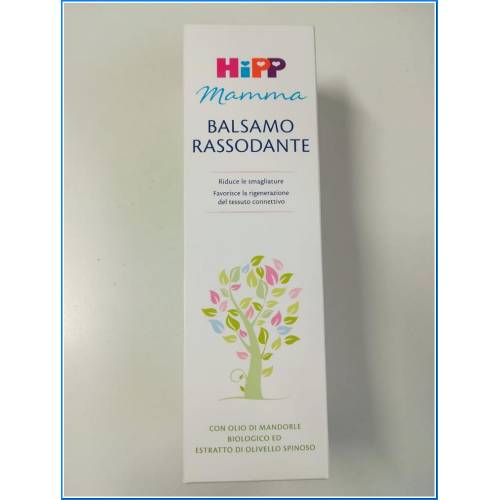 HiPP
Mamma
BALSAMO
RASSODANTE
Riduce le smagliature
Favorisce la rigenerazione
del tessuto connettivo
CON OLIO DI MANDORLE
BIOLOGICO ED
ESTRATTO DI OLIVELLO SPINOSO